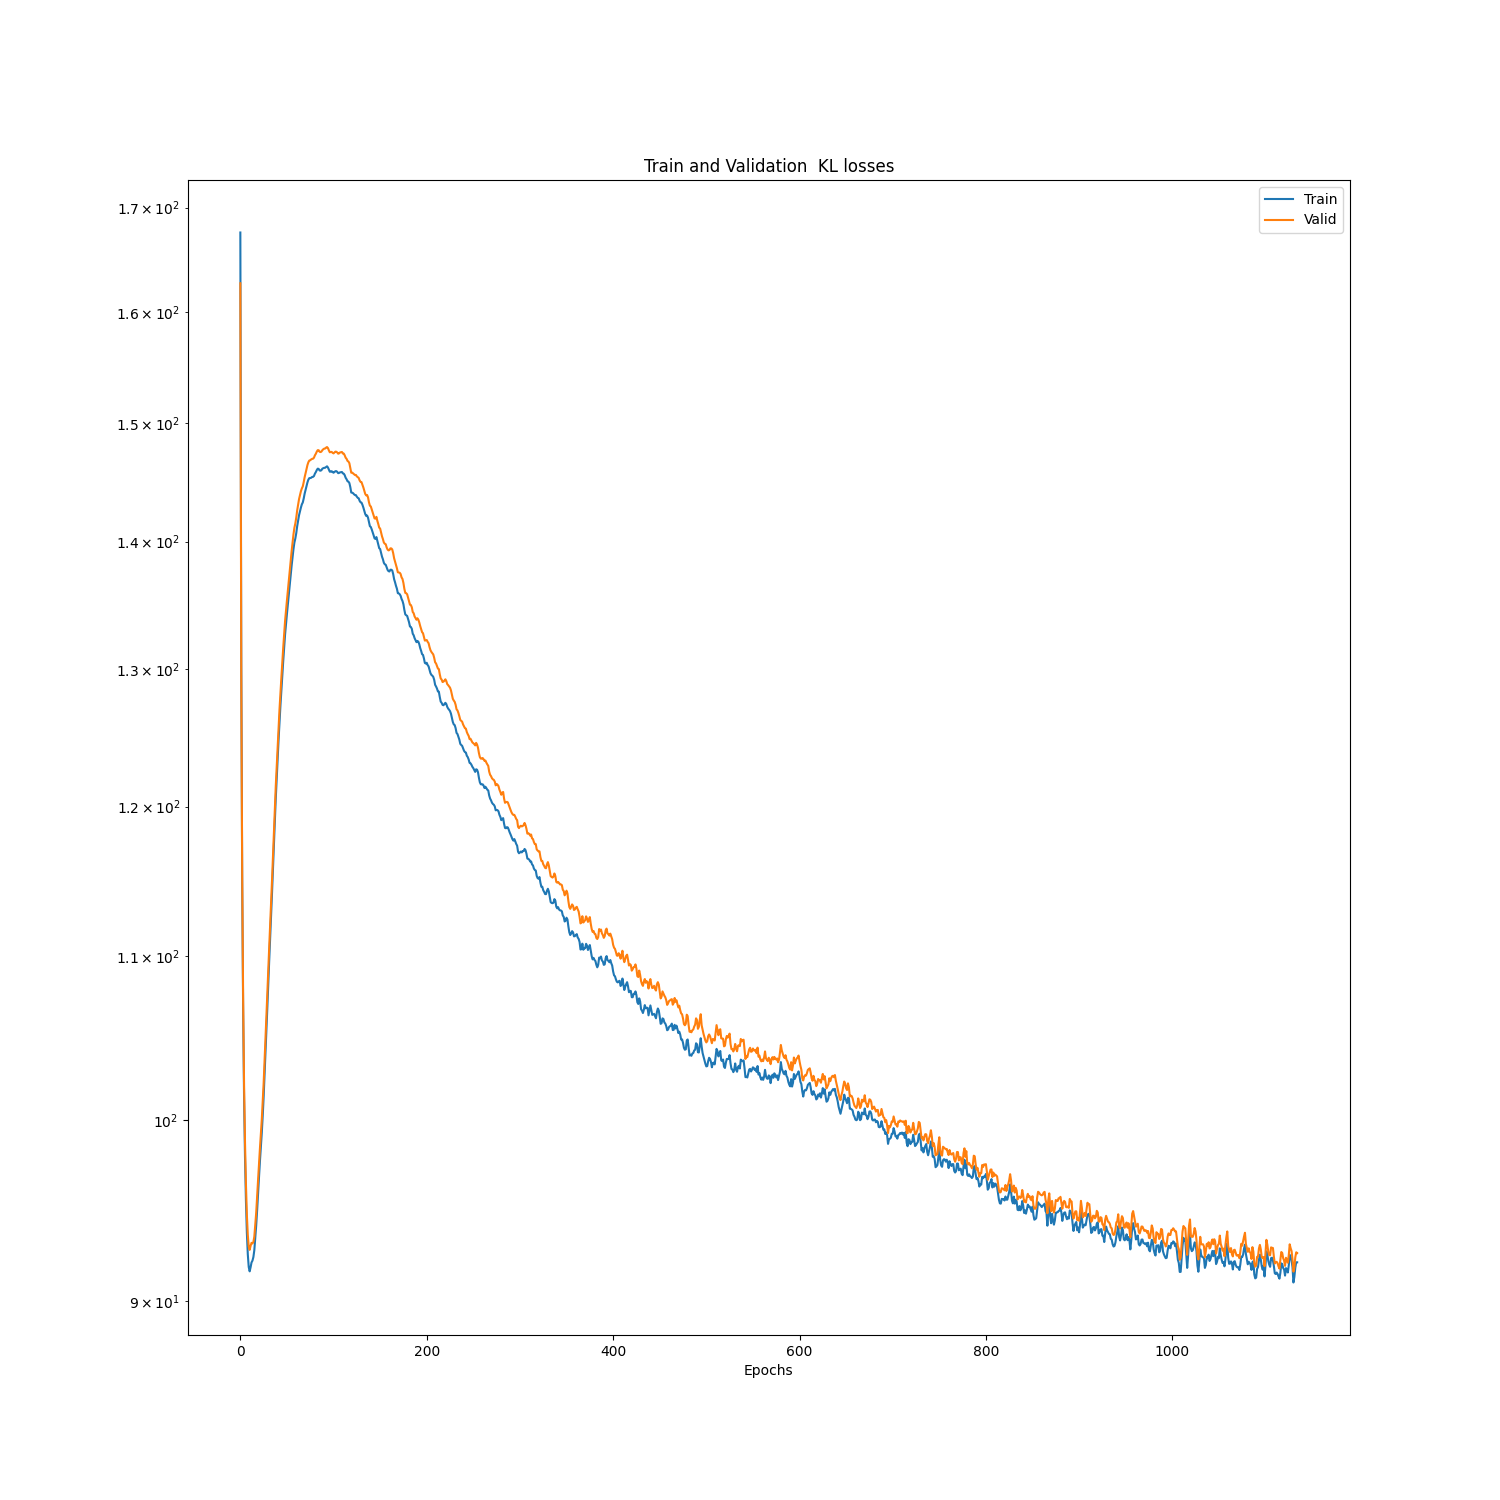 Train and Validation  KL losses
Train
Valid
1.7 × 10²
1.6 × 10²
1.5 × 10²
1.4 × 10²
1.3 × 10²
1.2 × 10²
1.1 × 10²
10²
9 × 10¹
0 200 400 600 800 1000
Epochs